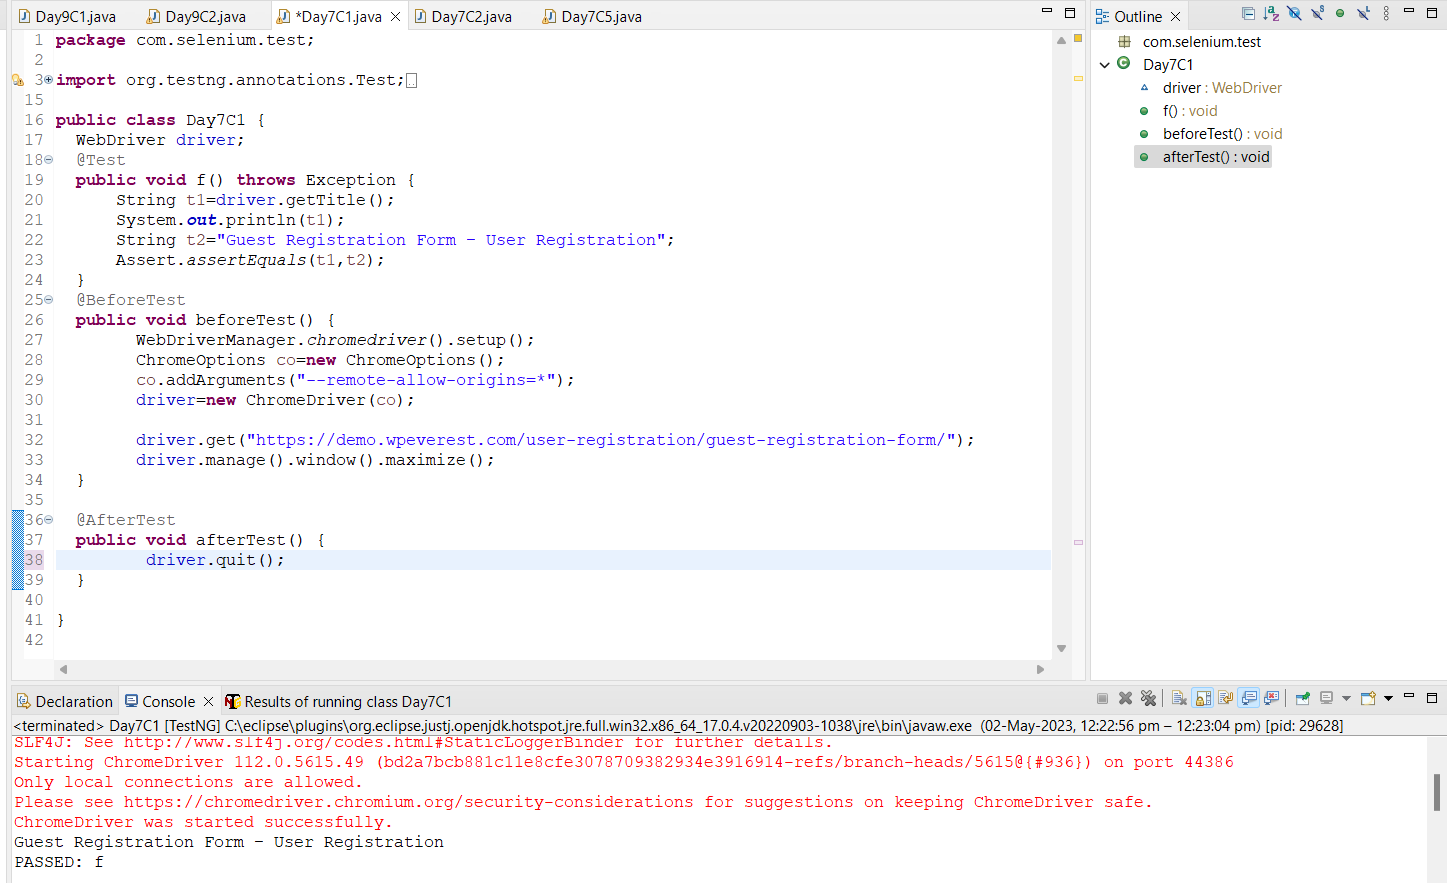 Day9C1.java Day9C2.java *Day7C1.java Day7C2.java Day7C5.java
1 package com.selenium.test;
2
3 import org.testng.annotations.Test;
15
16 public class Day7C1 {
17 WebDriver driver;
18 @Test
19 public void f() throws Exception {
20 String t1=driver.getTitle();
21 System.out.println(t1);
22 String t2="Guest Registration Form – User Registration";
23 Assert.assertEquals(t1,t2);
24 }
25 @BeforeTest
26 public void beforeTest() {
27 WebDriverManager.chromedriver().setup();
28 ChromeOptions co=new ChromeOptions();
29 co.addArguments("--remote-allow-origins=*");
30 driver=new ChromeDriver(co);
31
32 driver.get("https://demo.wpeverest.com/user-registration/guest-registration-form/");
33 driver.manage().window().maximize();
34 }
35
36 @AfterTest
37 public void afterTest() {
38 driver.quit();
39 }
40
41 }
42
Outline
com.selenium.test
Day7C1
driver : WebDriver
f() : void
beforeTest() : void
afterTest() : void
Declaration Console Results of running class Day7C1
<terminated> Day7C1 [TestNG] C:\eclipse\plugins\org.eclipse.justj.openjdk.hotspot.jre.full.win32.x86_64_17.0.4.v20220903-1038\jre\bin\javaw.exe (02-May-2023, 12:22:56 pm – 12:23:04 pm) [pid: 29628]
SLF4J: See http://www.slf4j.org/codes.html#StaticLoggerBinder for further details.
Starting ChromeDriver 112.0.5615.49 (bd2a7bcb881c11e8cfe3078709382934e3916914-refs/branch-heads/5615@{#936}) on port 44386
Only local connections are allowed.
Please see https://chromedriver.chromium.org/security-considerations for suggestions on keeping ChromeDriver safe.
ChromeDriver was started successfully.
Guest Registration Form – User Registration
PASSED: f